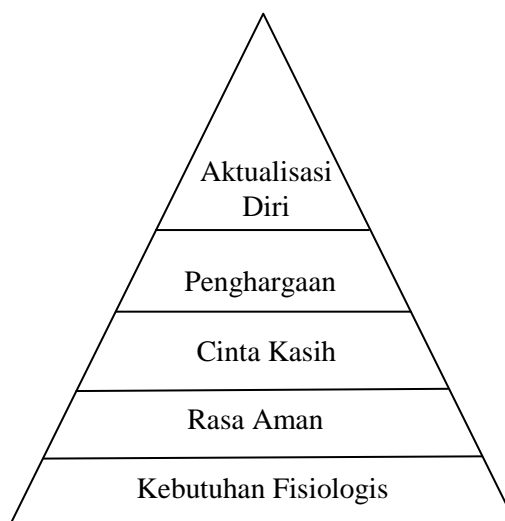 Aktualisasi
Diri
Penghargaan
Cinta Kasih
Rasa Aman
Kebutuhan Fisiologis